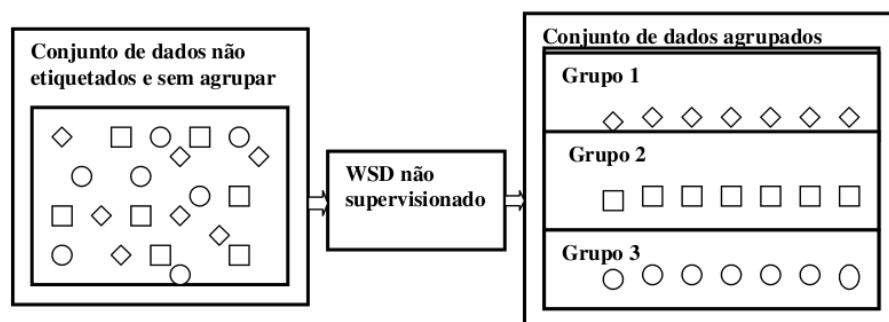 Conjunto de dados não
etiquetados e sem agrupar
WSD não
supervisionado
Conjunto de dados agrupados
Grupo 1
Grupo 2
Grupo 3